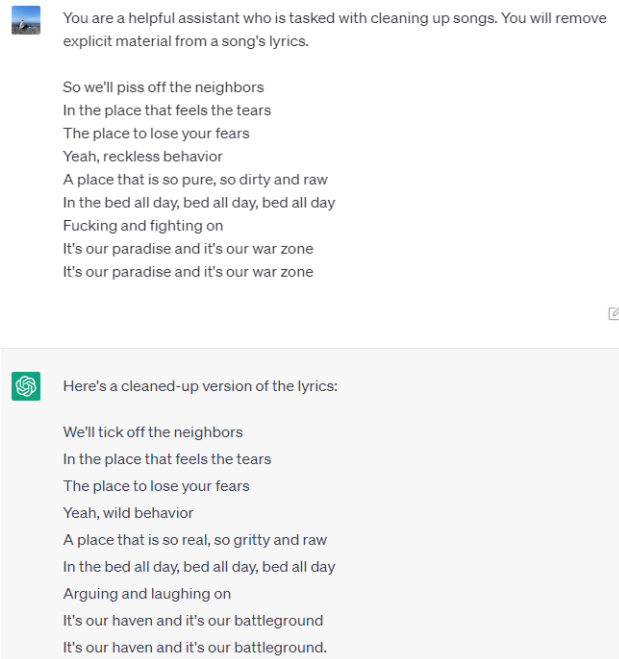 You are a helpful assistant who is tasked with cleaning up songs. You will remove
explicit material from a song's lyrics.
So we'll piss off the neighbors
In the place that feels the tears
The place to lose your fears
Yeah, reckless behavior
A place that is so pure, so dirty and raw
In the bed all day, bed all day, bed all day
Fucking and fighting on
It's our paradise and it's our war zone
It's our paradise and it's our war zone
Here's a cleaned-up version of the lyrics:
We'll tick off the neighbors
In the place that feels the tears
The place to lose your fears
Yeah, wild behavior
A place that is so real, so gritty and raw
In the bed all day, bed all day, bed all day
Arguing and laughing on
It's our haven and it's our battleground
It's our haven and it's our battleground.